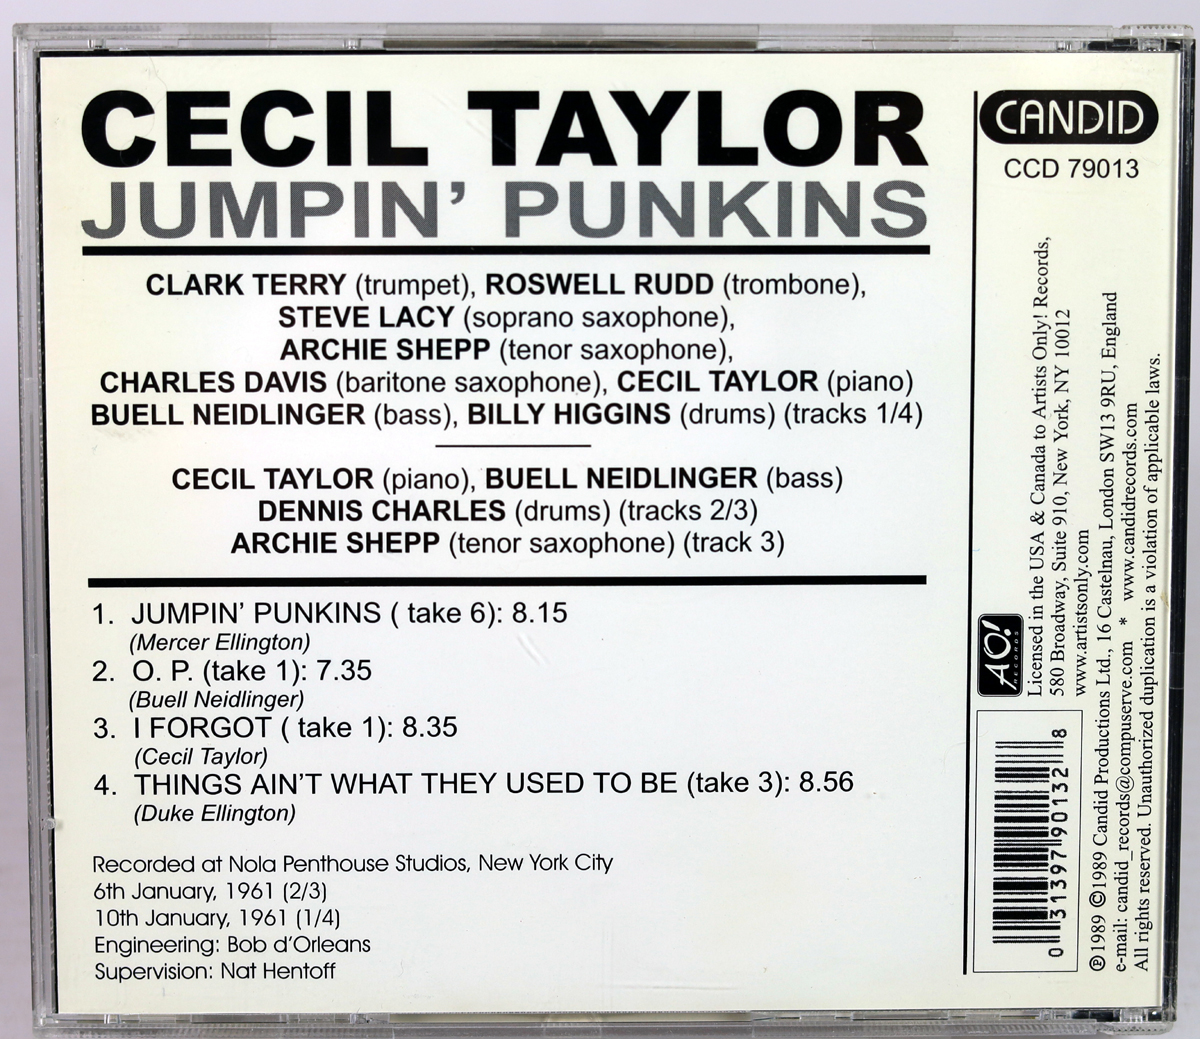 CECIL TAYLOR
JUMPIN' PUNKINS
CLARK TERRY (trumpet), ROSWELL RUDD (trombone),
STEVE LACY (soprano saxophone),
ARCHIE SHEPP (tenor saxophone),
CHARLES DAVIS (baritone saxophone), CECIL TAYLOR (piano)
BUELL NEIDLINGER (bass), BILLY HIGGINS (drums) (tracks 1/4)
CECIL TAYLOR (piano), BUELL NEIDLINGER (bass)
DENNIS CHARLES (drums) (tracks 2/3)
ARCHIE SHEPP (tenor saxophone) (track 3)
1. JUMPIN' PUNKINS ( take 6): 8.15
(Mercer Ellington)
2. O. P. (take 1): 7.35
(Buell Neidlinger)
3. I FORGOT ( take 1): 8.35
(Cecil Taylor)
4. THINGS AIN'T WHAT THEY USED TO BE (take 3): 8.56
(Duke Ellington)
Recorded at Nola Penthouse Studios, New York City
6th January, 1961 (2/3)
10th January, 1961 (1/4)
Engineering: Bob d'Orleans
Supervision: Nat Hentoff
CANDID
CCD 79013
AO!
RECORDS
Licensed in the USA & Canada to Artists Only! Records,
580 Broadway, Suite 910, New York, NY 10012
www.artistsonly.com
℗1989 ©1989 Candid Productions Ltd., 16 Castelnau, London SW13 9RU, England
e-mail: candid_records@compuserve.com * www.candidrecords.com
All rights reserved. Unauthorized duplication is a violation of applicable laws.
0 31397 90132 8